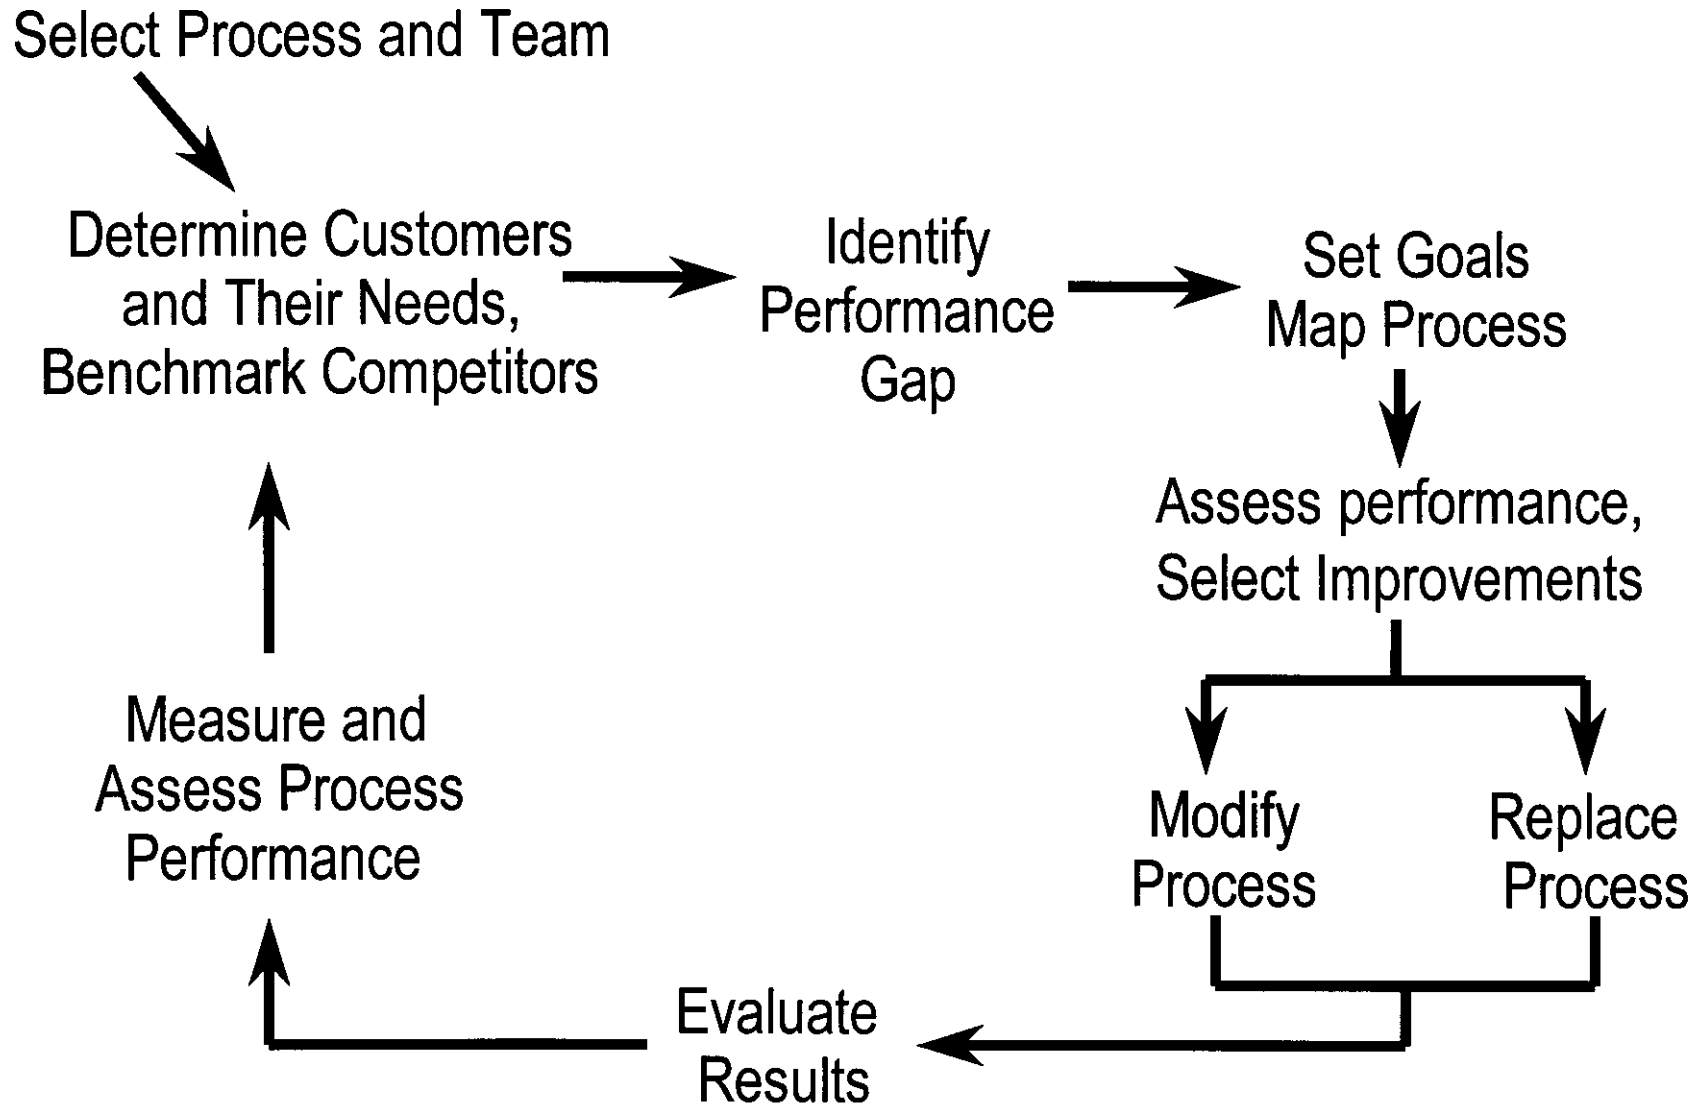 Select Process and Team
Determine Customers
and Their Needs,
Benchmark Competitors
Identify
Performance
Gap
Set Goals
Map Process
Assess performance,
Select Improvements
Modify
Process
Replace
Process
Evaluate
Results
Measure and
Assess Process
Performance